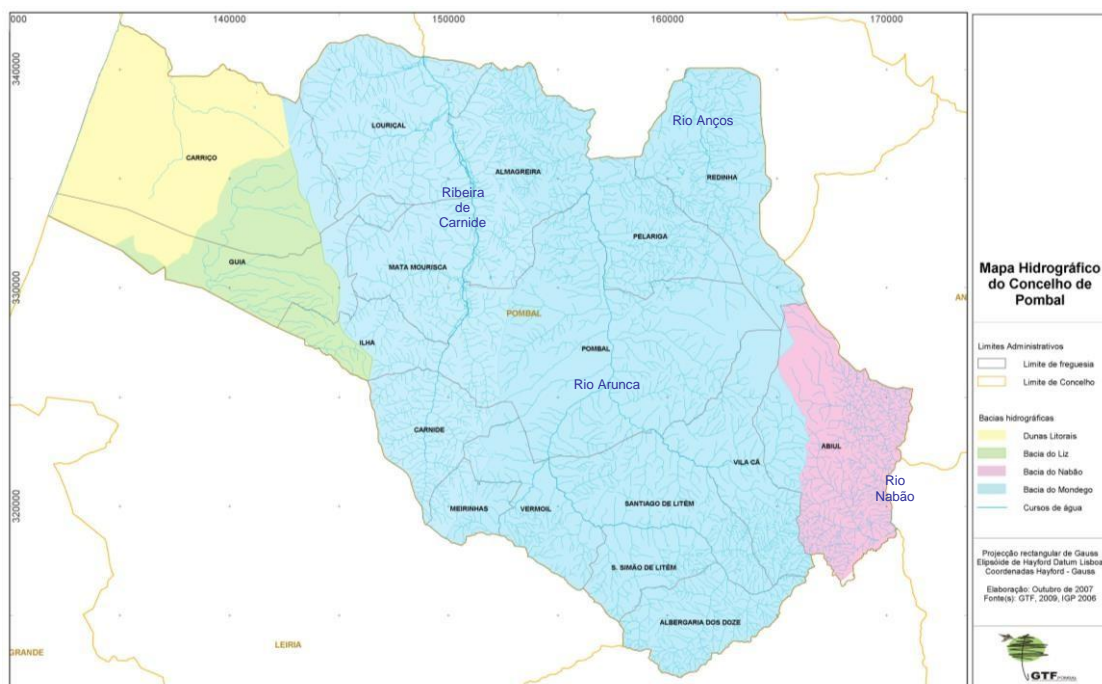 140000
150000
160000
170000
000
340000
330000
320000
LOURIÇAL
Rio Anços
CARRIÇO
ALMAGREIRA
REDINHA
Ribeira
de
Carnide
PELARIGA
GUIA
MATA MOURISCA
AN
POMBAL
ILHA
POMBAL
Rio Arunca
CARNIDE
ABIUL
VILA CÃ
Rio
Nabão
MEIRINHAS
VERMOIL
SANTIAGO DE LITÉM
S. SIMÃO DE LITÉM
ALBERGARIA DOS DOZE
LEIRIA
GRANDE
Mapa Hidrográfico
do Concelho de
Pombal
Limites Administrativos
Limite de freguesia
Limite de Concelho
Bacias hidrográficas
Dunas Litorais
Bacia do Liz
Bacia do Nabão
Bacia do Mondego
Cursos de água
Projecção rectangular de Gauss
Elipsóide de Hayford Datum Lisboa
Coordenadas Hayford - Gauss
Elaboração: Outubro de 2007
Fonte(s): GTF, 2009, IGP 2006
GTF POMBAL